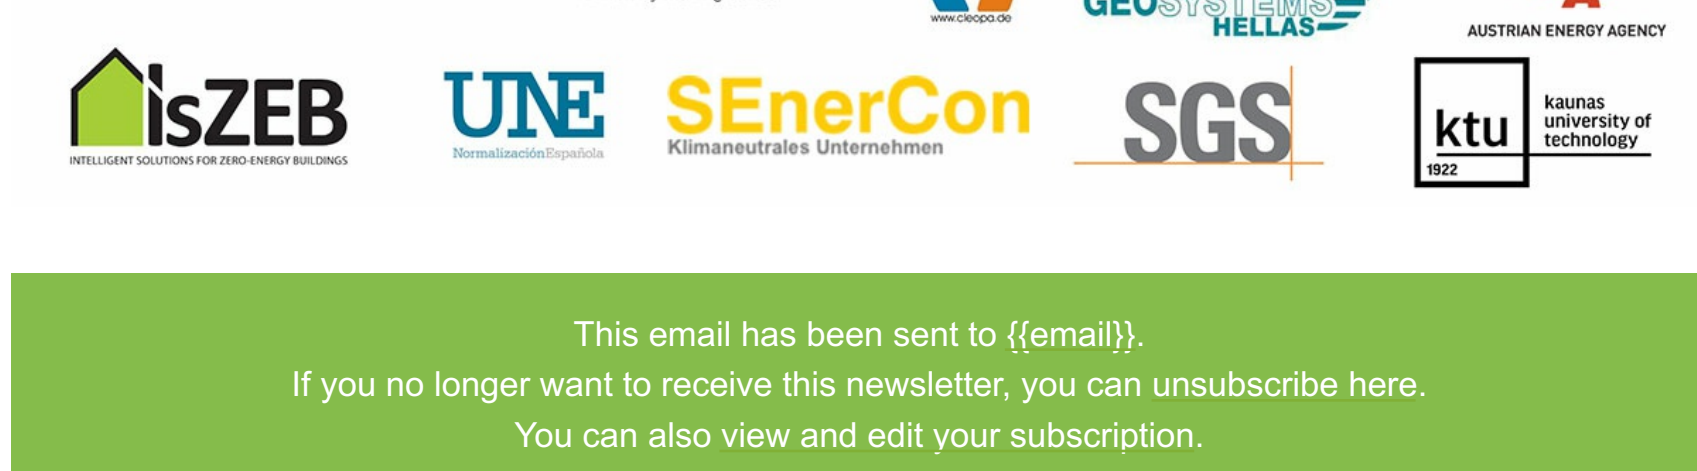 www.cleopa.de
GEOSYSTEMS
HELLAS
AUSTRIAN ENERGY AGENCY
isZEB
INTELLIGENT SOLUTIONS FOR ZERO-ENERGY BUILDINGS
UNE
NormalizaciónEspañola
SEnerCon
Klimaneutrales Unternehmen
SGS
ktu
1922
kaunas
university of
technology
This email has been sent to {{email}}.
If you no longer want to receive this newsletter, you can unsubscribe here.
You can also view and edit your subscription.